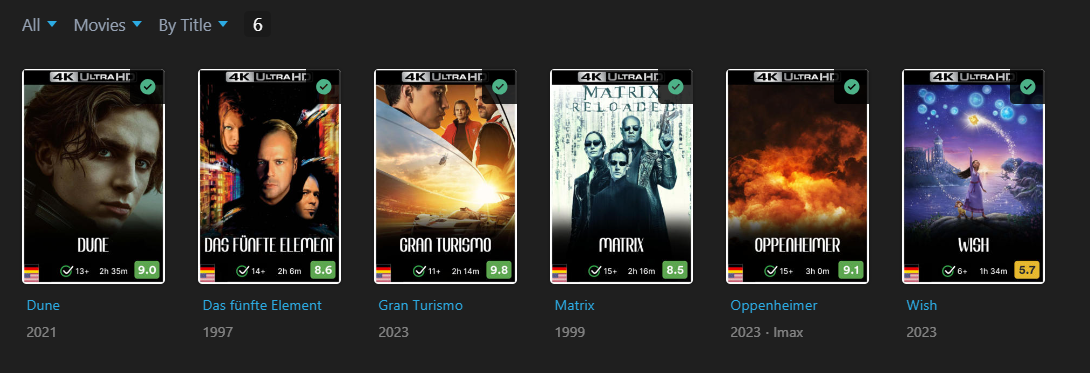 All Movies By Title 6
4K ULTRA HD
13+ 2h 35m 9.0
DUNE
Dune
2021
4K ULTRA HD
DAS FÜNFTE ELEMENT
14+ 2h 6m 8.6
Das fünfte Element
1997
4K ULTRA HD
GRAN TURISMO
11+ 2h 14m 9.8
Gran Turismo
2023
4K ULTRA HD
MATRIX
RELOADED
MATRIX
15+ 2h 16m 8.5
Matrix
1999
4K ULTRA HD
OPPENHEIMER
15+ 3h 0m 9.1
Oppenheimer
2023 · Imax
4K ULTRA HD
WISH
6+ 1h 34m 5.7
Wish
2023